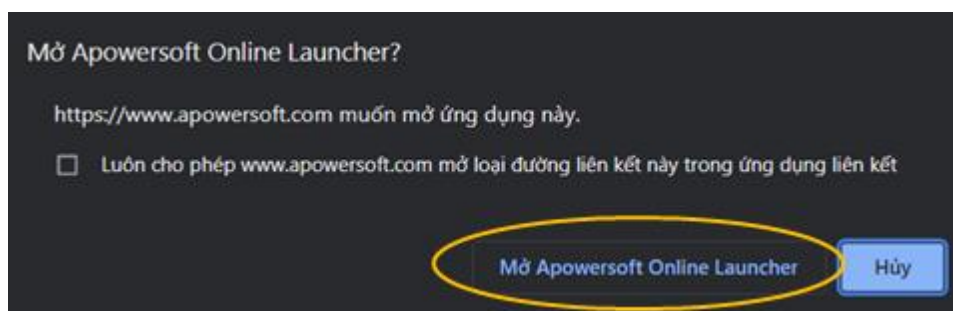 Mở Apowersoft Online Launcher?
https://www.apowersoft.com muốn mở ứng dụng này.
Luôn cho phép www.apowersoft.com mở loại đường liên kết này trong ứng dụng liên kết
Mở Apowersoft Online Launcher
Hủy